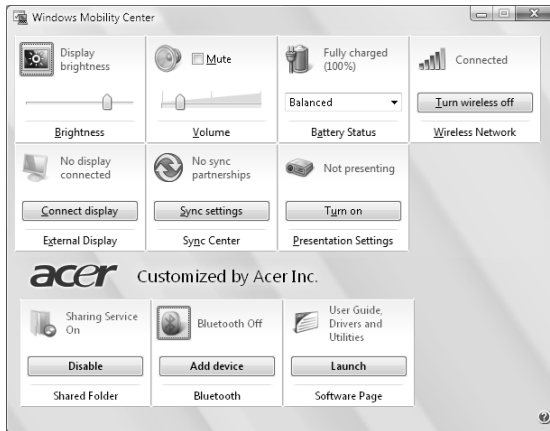 Windows Mobility Center
Display
brightness
Brightness
Mute
Volume
Fully charged
(100%)
Balanced
Battery Status
Connected
Turn wireless off
Wireless Network
No display
connected
Connect display
External Display
No sync
partnerships
Sync settings
Sync Center
Not presenting
Turn on
Presentation Settings
acer Customized by Acer Inc.
Sharing Service
On
Disable
Shared Folder
Bluetooth Off
Add device
Bluetooth
User Guide,
Drivers and
Utilities
Launch
Software Page
?